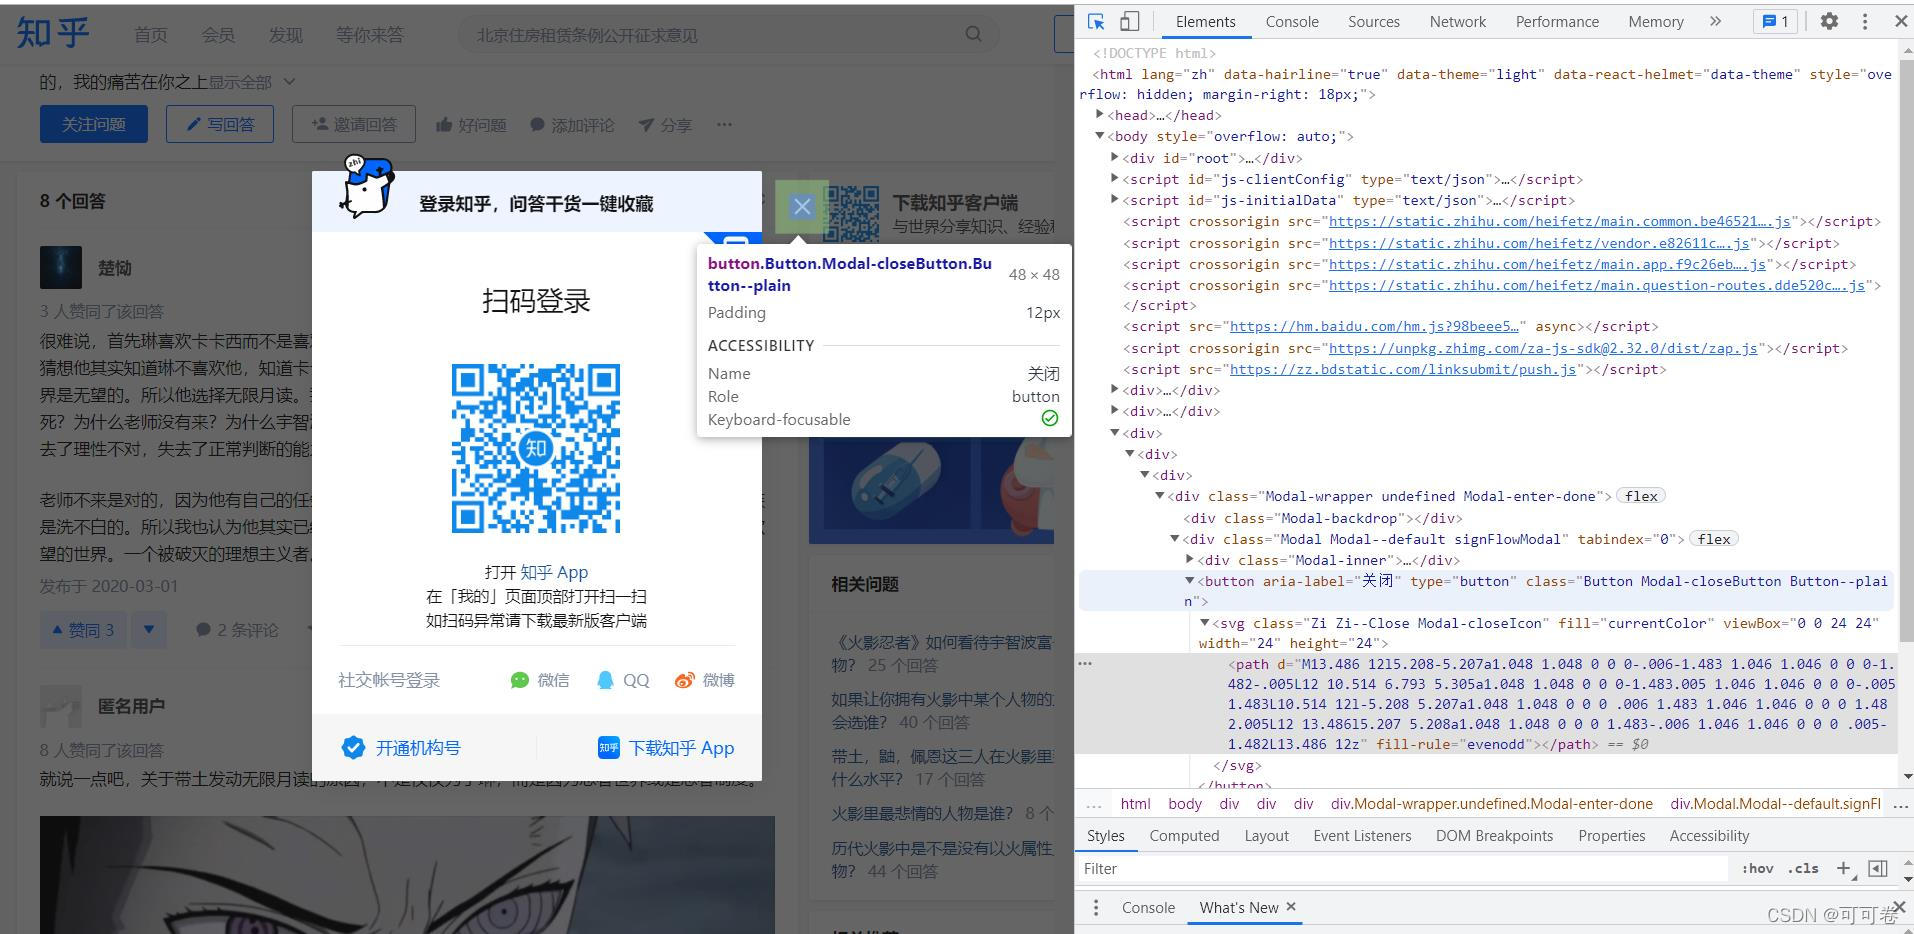 知乎 首页 会员 发现 等你来答 北京住房租赁条例公开征求意见
的，我的痛苦在你之上显示全部
关注问题 写回答 邀请回答 好问题 添加评论 分享 ···
8 个回答
楚恸
3 人赞同了该回答
很难说，首先琳喜欢卡卡西而不是喜
猜想他其实知道琳不喜欢他，知道卡
界是无望的。所以他选择无限月读。
死？为什么老师没有来？为什么宇智
去了理性不对，失去了正常判断的能
老师不来是对的，因为他有自己的任
是洗不白的。所以我也认为他其实已
望的世界。一个被破灭的理想主义者
发布于 2020-03-01
赞同 3 2 条评论
匿名用户
8 人赞同了该回答
就说一点吧，关于带土发动无限月读的原因，不是仅仅为了琳，而是因为忍者世界或是忍者制度。
zhi
登录知乎，问答干货一键收藏
扫码登录
知
打开 知乎 App
在「我的」页面顶部打开扫一扫
如扫码异常请下载最新版客户端
社交帐号登录 微信 QQ 微博
开通机构号 知乎 下载知乎 App
下载知乎客户端
与世界分享知识、经验
button.Button.Modal-closeButton.Bu
tton--plain
48 × 48
Padding 12px
ACCESSIBILITY
Name 关闭
Role button
Keyboard-focusable
相关问题
《火影忍者》如何看待宇智波富
物？ 25 个回答
如果让你拥有火影中某个人物的
会选谁？ 40 个回答
带土，鼬，佩恩这三人在火影里
什么水平？ 17 个回答
火影里最悲情的人物是谁？ 8 个
历代火影中是不是没有以火属性
物？ 44 个回答
Elements Console Sources Network Performance Memory » 1
<!DOCTYPE html>
<html lang="zh" data-hairline="true" data-theme="light" data-react-helmet="data-theme" style="ove
rflow: hidden; margin-right: 18px;">
<head>…</head>
<body style="overflow: auto;">
<div id="root">…</div>
<script id="js-clientConfig" type="text/json">…</script>
<script id="js-initialData" type="text/json">…</script>
<script crossorigin src="https://static.zhihu.com/heifetz/main.common.be46521….js"></script>
<script crossorigin src="https://static.zhihu.com/heifetz/vendor.e82611c….js"></script>
<script crossorigin src="https://static.zhihu.com/heifetz/main.app.f9c26eb….js"></script>
<script crossorigin src="https://static.zhihu.com/heifetz/main.question-routes.dde520c….js">
</script>
<script src="https://hm.baidu.com/hm.js?98beee5…" async></script>
<script crossorigin src="https://unpkg.zhimg.com/za-js-sdk@2.32.0/dist/zap.js"></script>
<script src="https://zz.bdstatic.com/linksubmit/push.js"></script>
<div>…</div>
<div>…</div>
<div>
<div>
<div>
<div class="Modal-wrapper undefined Modal-enter-done"> flex
<div class="Modal-backdrop"></div>
<div class="Modal Modal--default signFlowModal" tabindex="0"> flex
<div class="Modal-inner">…</div>
<button aria-label="关闭" type="button" class="Button Modal-closeButton Button--plai
n">
<svg class="Zi Zi--Close Modal-closeIcon" fill="currentColor" viewBox="0 0 24 24"
width="24" height="24">
<path d="M13.486 12l5.208-5.207a1.048 1.048 0 0 0-.006-1.483 1.046 1.046 0 0 0-1.
482-.005L12 10.514 6.793 5.305a1.048 1.048 0 0 0-1.483.005 1.046 1.046 0 0 0-.005
1.483L10.514 12l-5.208 5.207a1.048 1.048 0 0 0 .006 1.483 1.046 1.046 0 0 0 1.48
2.005L12 13.486l5.207 5.208a1.048 1.048 0 0 0 1.483-.006 1.046 1.046 0 0 0 .005-
1.482L13.486 12z" fill-rule="evenodd"></path> == $0
</svg>
</button>
... html body div div div div.Modal-wrapper.undefined.Modal-enter-done div.Modal.Modal--default.signFl ...
Styles Computed Layout Event Listeners DOM Breakpoints Properties Accessibility
Filter :hov .cls
Console What's New
CSDN @可可卷